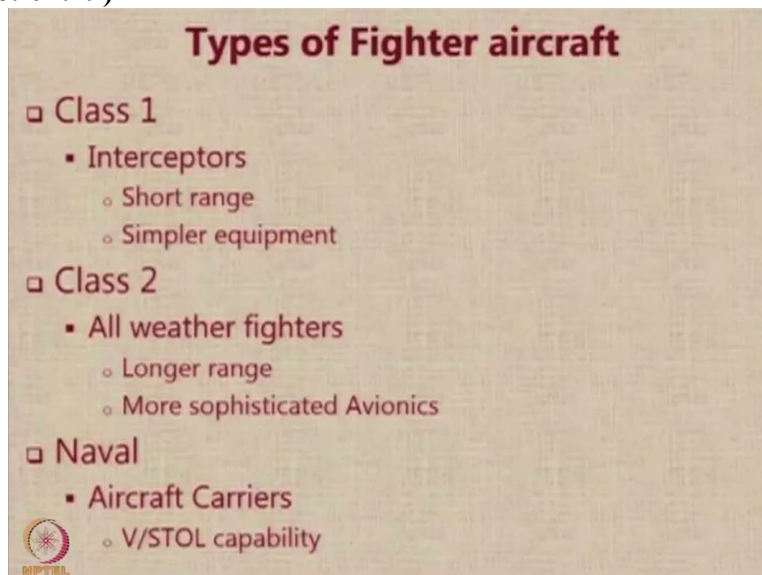 Types of Fighter aircraft
Class 1
Interceptors
Short range
Simpler equipment
Class 2
All weather fighters
Longer range
More sophisticated Avionics
Naval
Aircraft Carriers
V/STOL capability
NPTEL